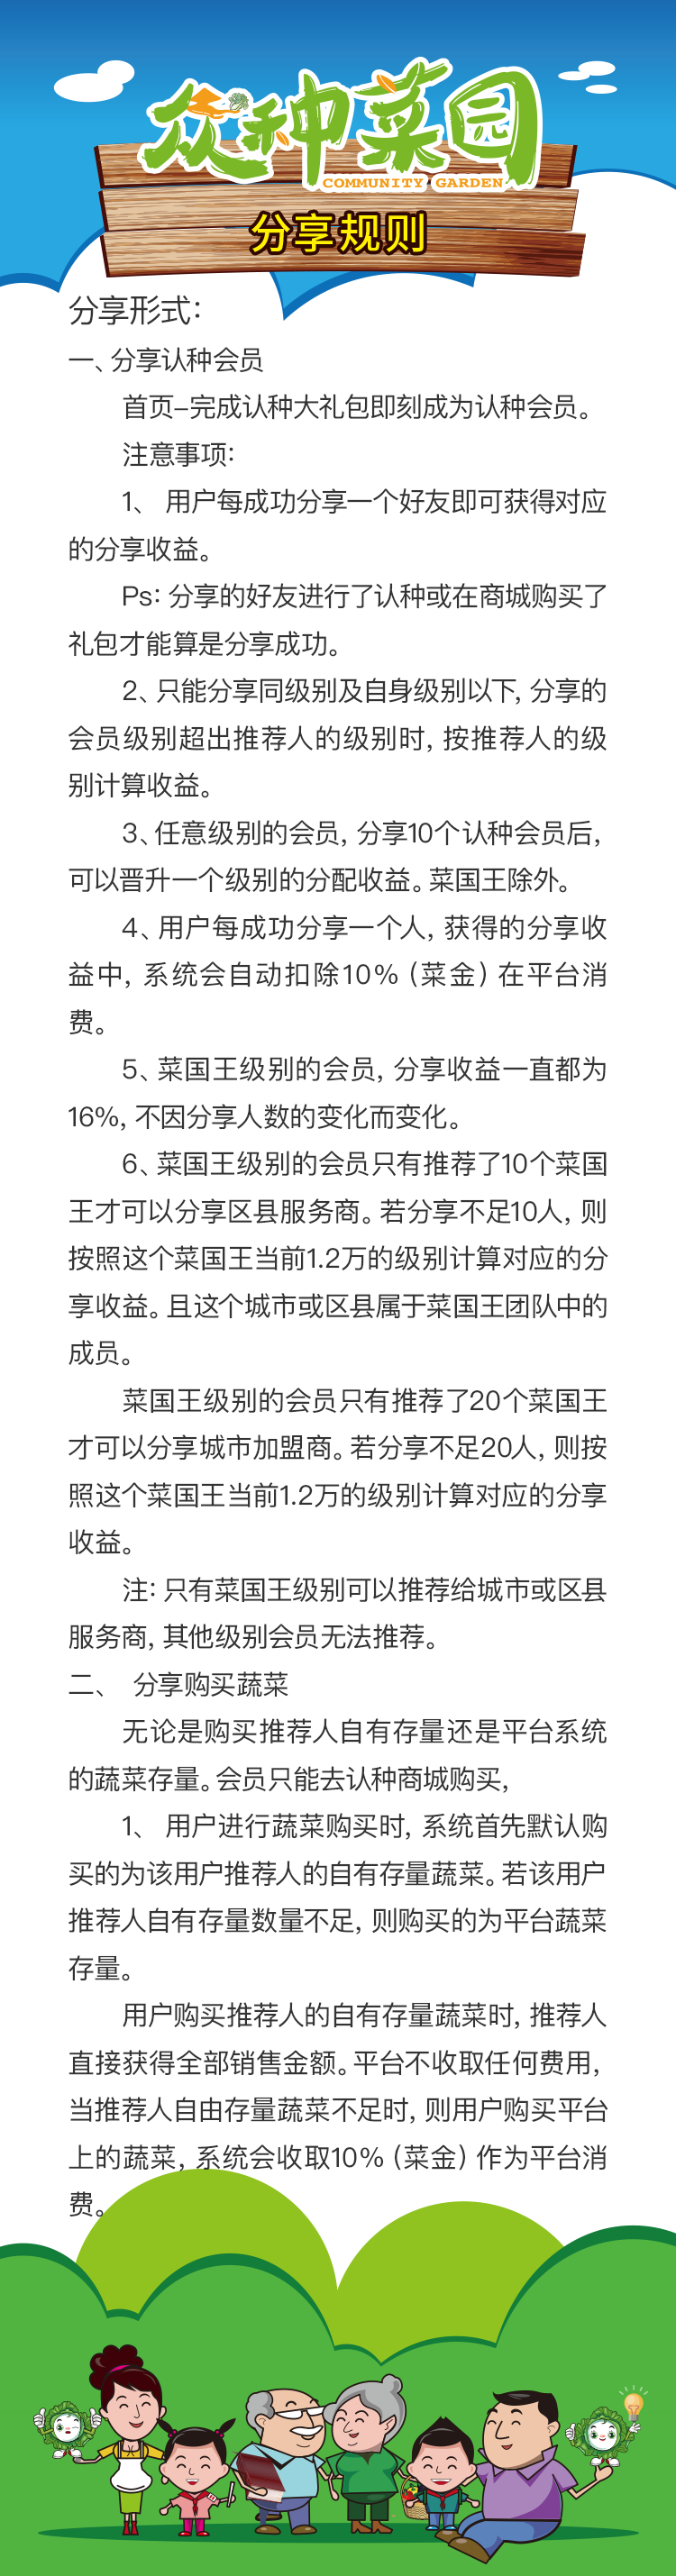 众种菜园
COMMUNITY GARDEN
分享规则
分享形式：
一、分享认种会员
首页-完成认种大礼包即刻成为认种会员。
注意事项：
1、 用户每成功分享一个好友即可获得对应
的分享收益。
Ps：分享的好友进行了认种或在商城购买了
礼包才能算是分享成功。
2、只能分享同级别及自身级别以下，分享的
会员级别超出推荐人的级别时，按推荐人的级
别计算收益。
3、任意级别的会员，分享10个认种会员后，
可以晋升一个级别的分配收益。菜国王除外。
4、用户每成功分享一个人，获得的分享收
益中，系统会自动扣除10%（菜金）在平台消
费。
5、菜国王级别的会员，分享收益一直都为
16%，不因分享人数的变化而变化。
6、菜国王级别的会员只有推荐了10个菜国
王才可以分享区县服务商。若分享不足10人，则
按照这个菜国王当前1.2万的级别计算对应的分
享收益。且这个城市或区县属于菜国王团队中的
成员。
菜国王级别的会员只有推荐了20个菜国王
才可以分享城市加盟商。若分享不足20人，则按
照这个菜国王当前1.2万的级别计算对应的分享
收益。
注：只有菜国王级别可以推荐给城市或区县
服务商，其他级别会员无法推荐。
二、 分享购买蔬菜
无论是购买推荐人自有存量还是平台系统
的蔬菜存量。会员只能去认种商城购买，
1、 用户进行蔬菜购买时，系统首先默认购
买的为该用户推荐人的自有存量蔬菜。若该用户
推荐人自有存量数量不足，则购买的为平台蔬菜
存量。
用户购买推荐人的自有存量蔬菜时，推荐人
直接获得全部销售金额。平台不收取任何费用，
当推荐人自由存量蔬菜不足时，则用户购买平台
上的蔬菜，系统会收取10%（菜金）作为平台消
费。